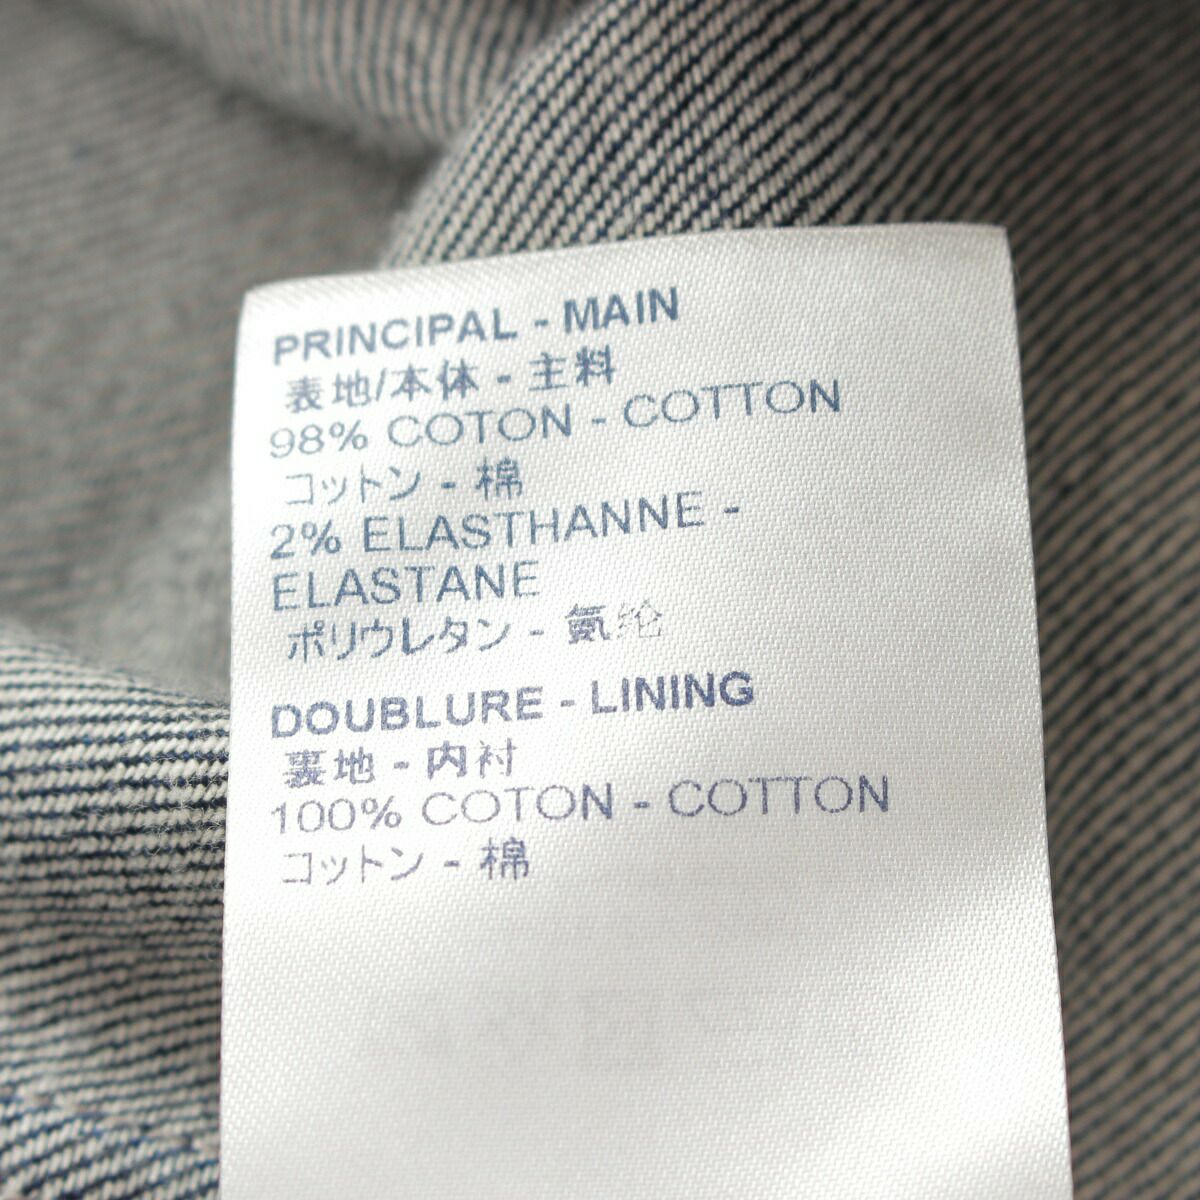 PRINCIPAL - MAIN
表地/本体 - 主料
98% COTON - COTTON
コットン - 棉
2% ELASTHANNE -
ELASTANE
ポリウレタン - 氨纶
DOUBLURE - LINING
裏地 - 内衬
100% COTON - COTTON
コットン - 棉